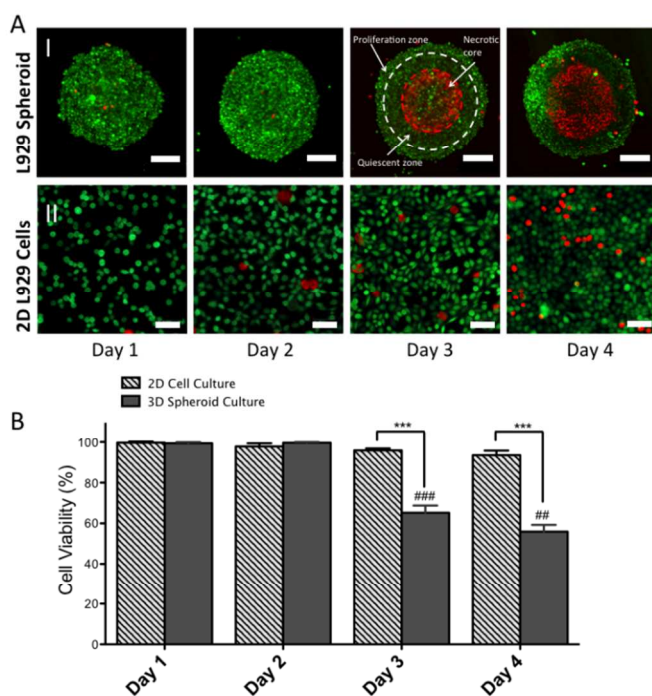 A
L929 Spheroid
I
Proliferation zone
Necrotic
core
Quiescent zone
2D L929 Cells
II
Day 1
Day 2
Day 3
Day 4
2D Cell Culture
3D Spheroid Culture
B
Cell Viability (%)
100
80
60
40
20
0
***
***
###
##
Day 1
Day 2
Day 3
Day 4